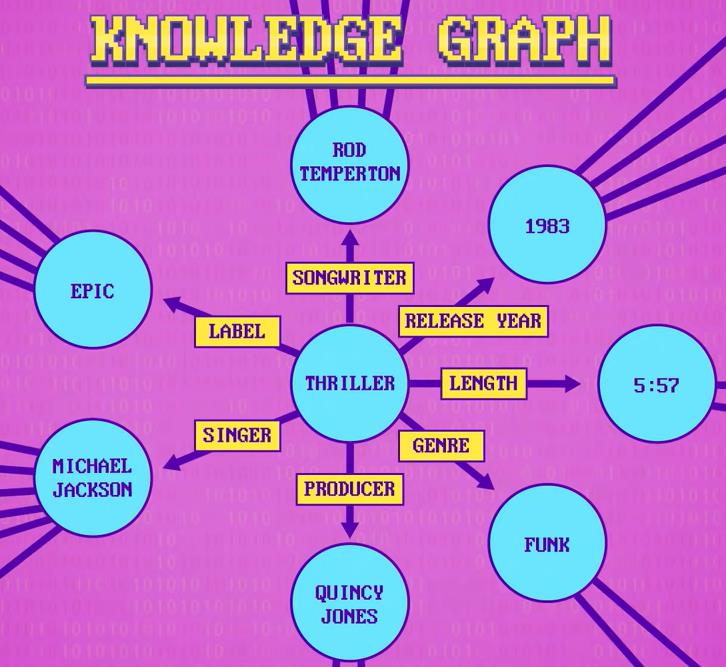 KNOWLEDGE GRAPH
ROD
TEMPERTON
1983
SONGWRITER
EPIC
RELEASE YEAR
LABEL
THRILLER
LENGTH
5:57
SINGER
GENRE
MICHAEL
JACKSON
PRODUCER
FUNK
QUINCY
JONES